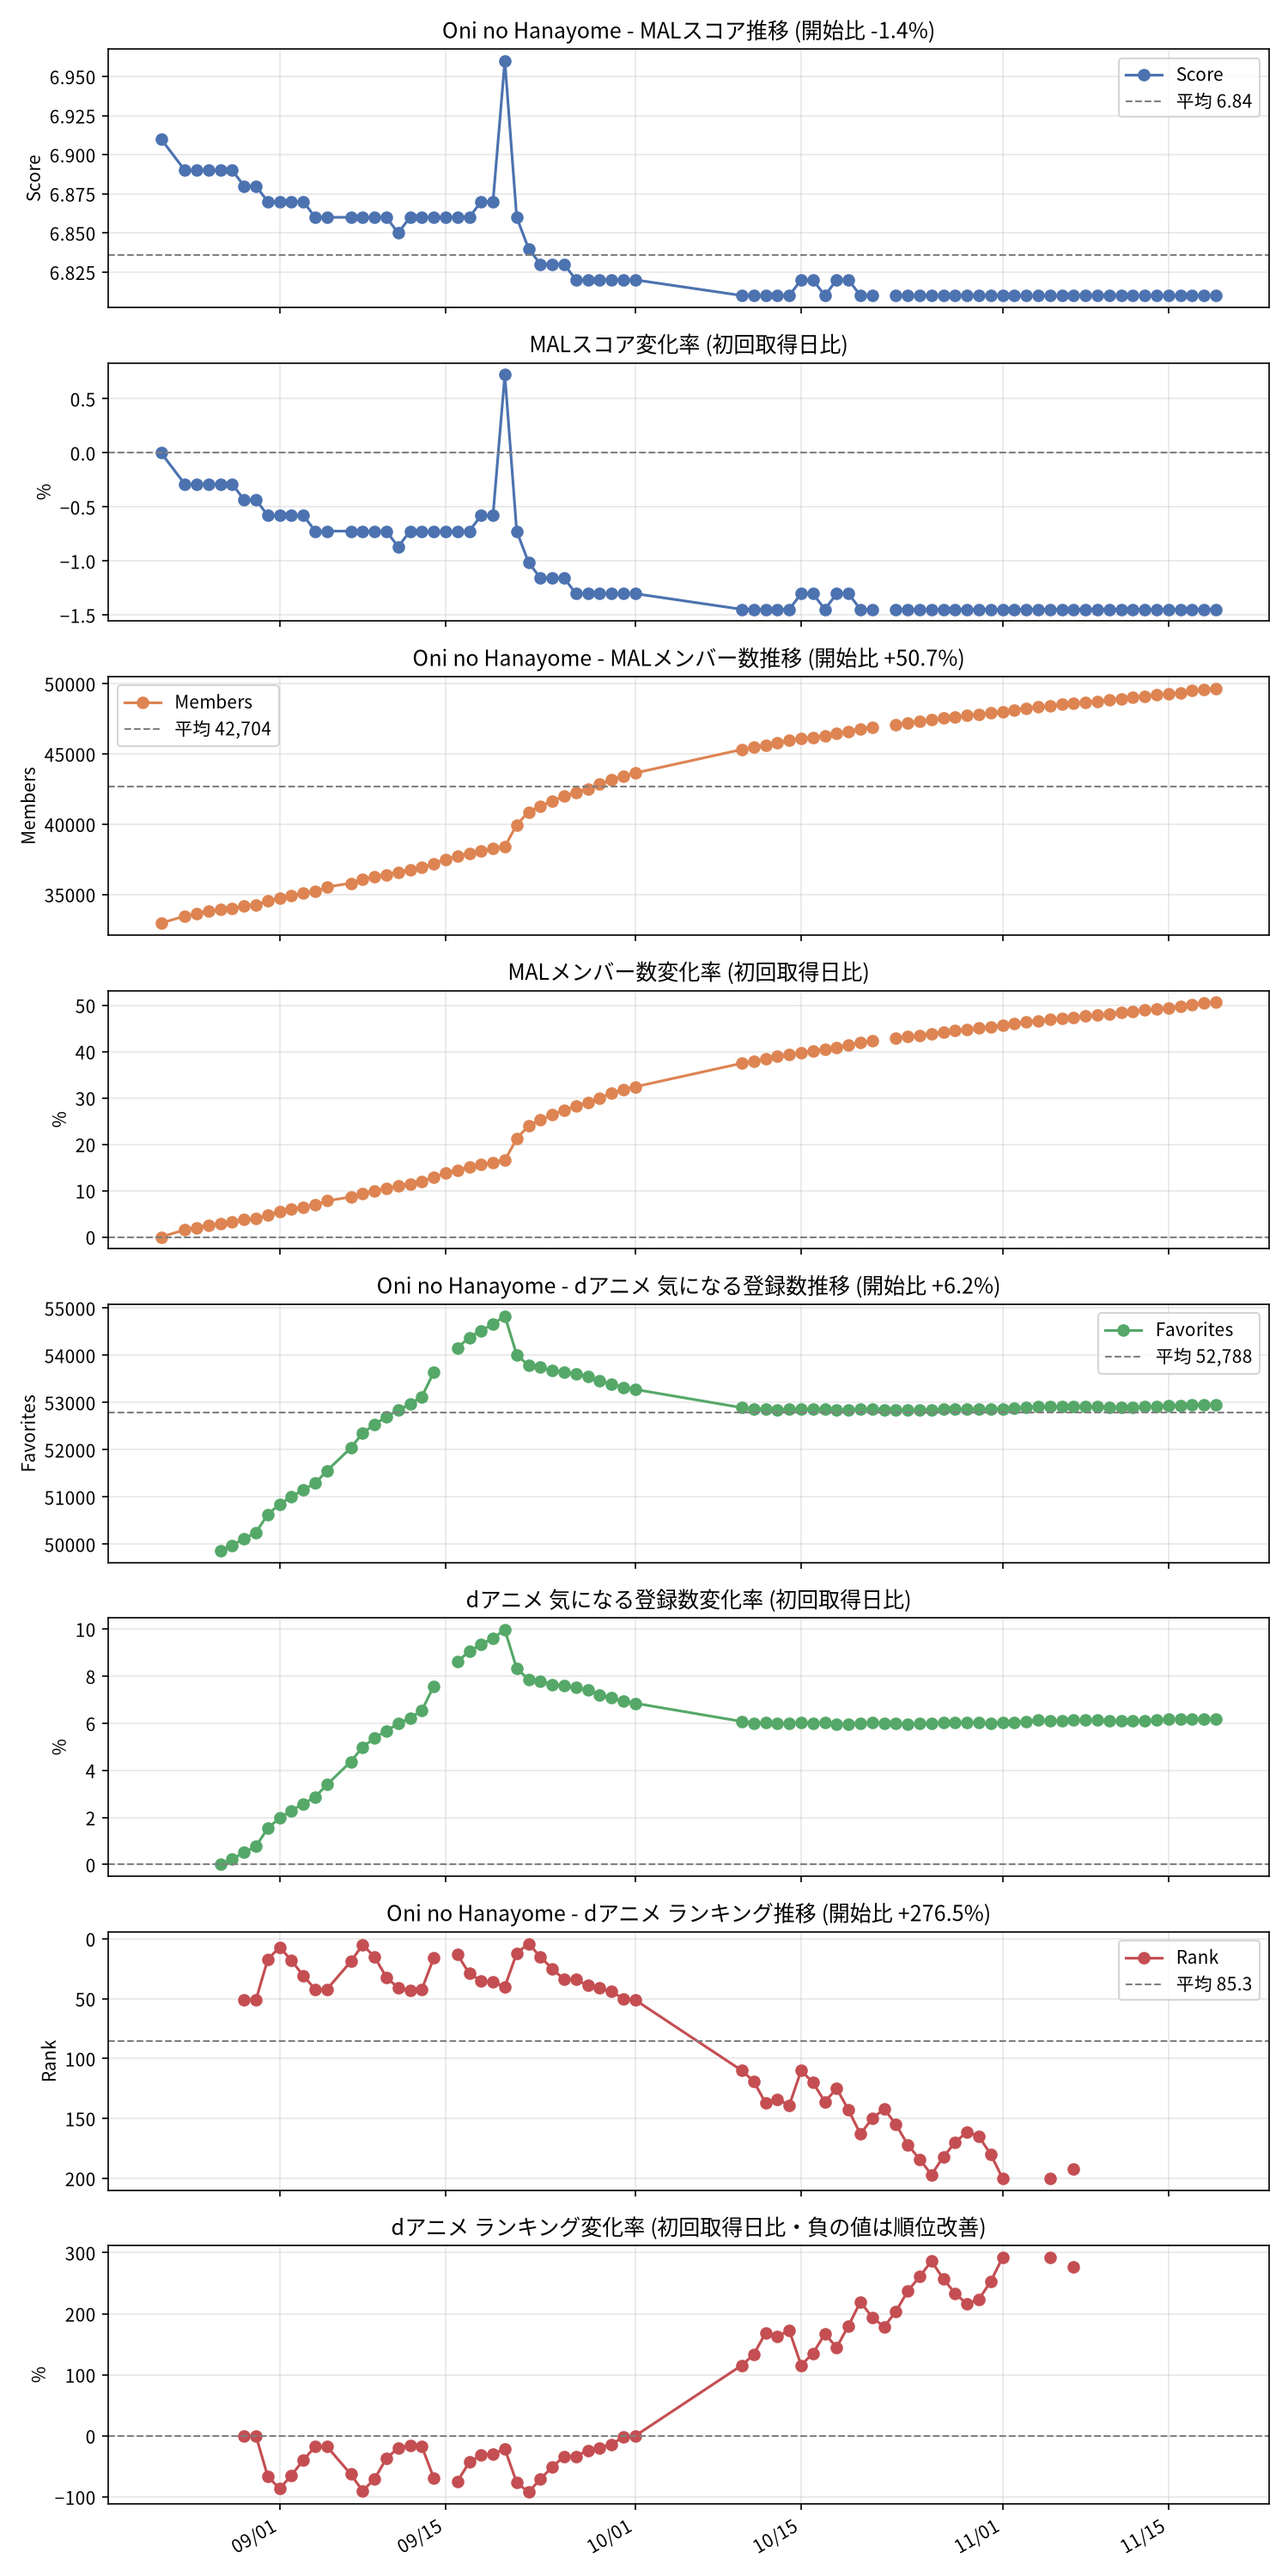 Oni no Hanayome - MALスコア推移 (開始比 -1.4%)
Score
6.950
6.925
6.900
6.875
6.850
6.825
Score
平均 6.84
MALスコア変化率 (初回取得日比)
%
0.5
0.0
−0.5
−1.0
−1.5
Oni no Hanayome - MALメンバー数推移 (開始比 +50.7%)
Members
50000
45000
40000
35000
Members
平均 42,704
MALメンバー数変化率 (初回取得日比)
%
50
40
30
20
10
0
Oni no Hanayome - dアニメ 気になる登録数推移 (開始比 +6.2%)
Favorites
55000
54000
53000
52000
51000
50000
Favorites
平均 52,788
dアニメ 気になる登録数変化率 (初回取得日比)
%
10
8
6
4
2
0
Oni no Hanayome - dアニメ ランキング推移 (開始比 +276.5%)
Rank
0
50
100
150
200
Rank
平均 85.3
dアニメ ランキング変化率 (初回取得日比・負の値は順位改善)
%
300
200
100
0
−100
09/01
09/15
10/01
10/15
11/01
11/15